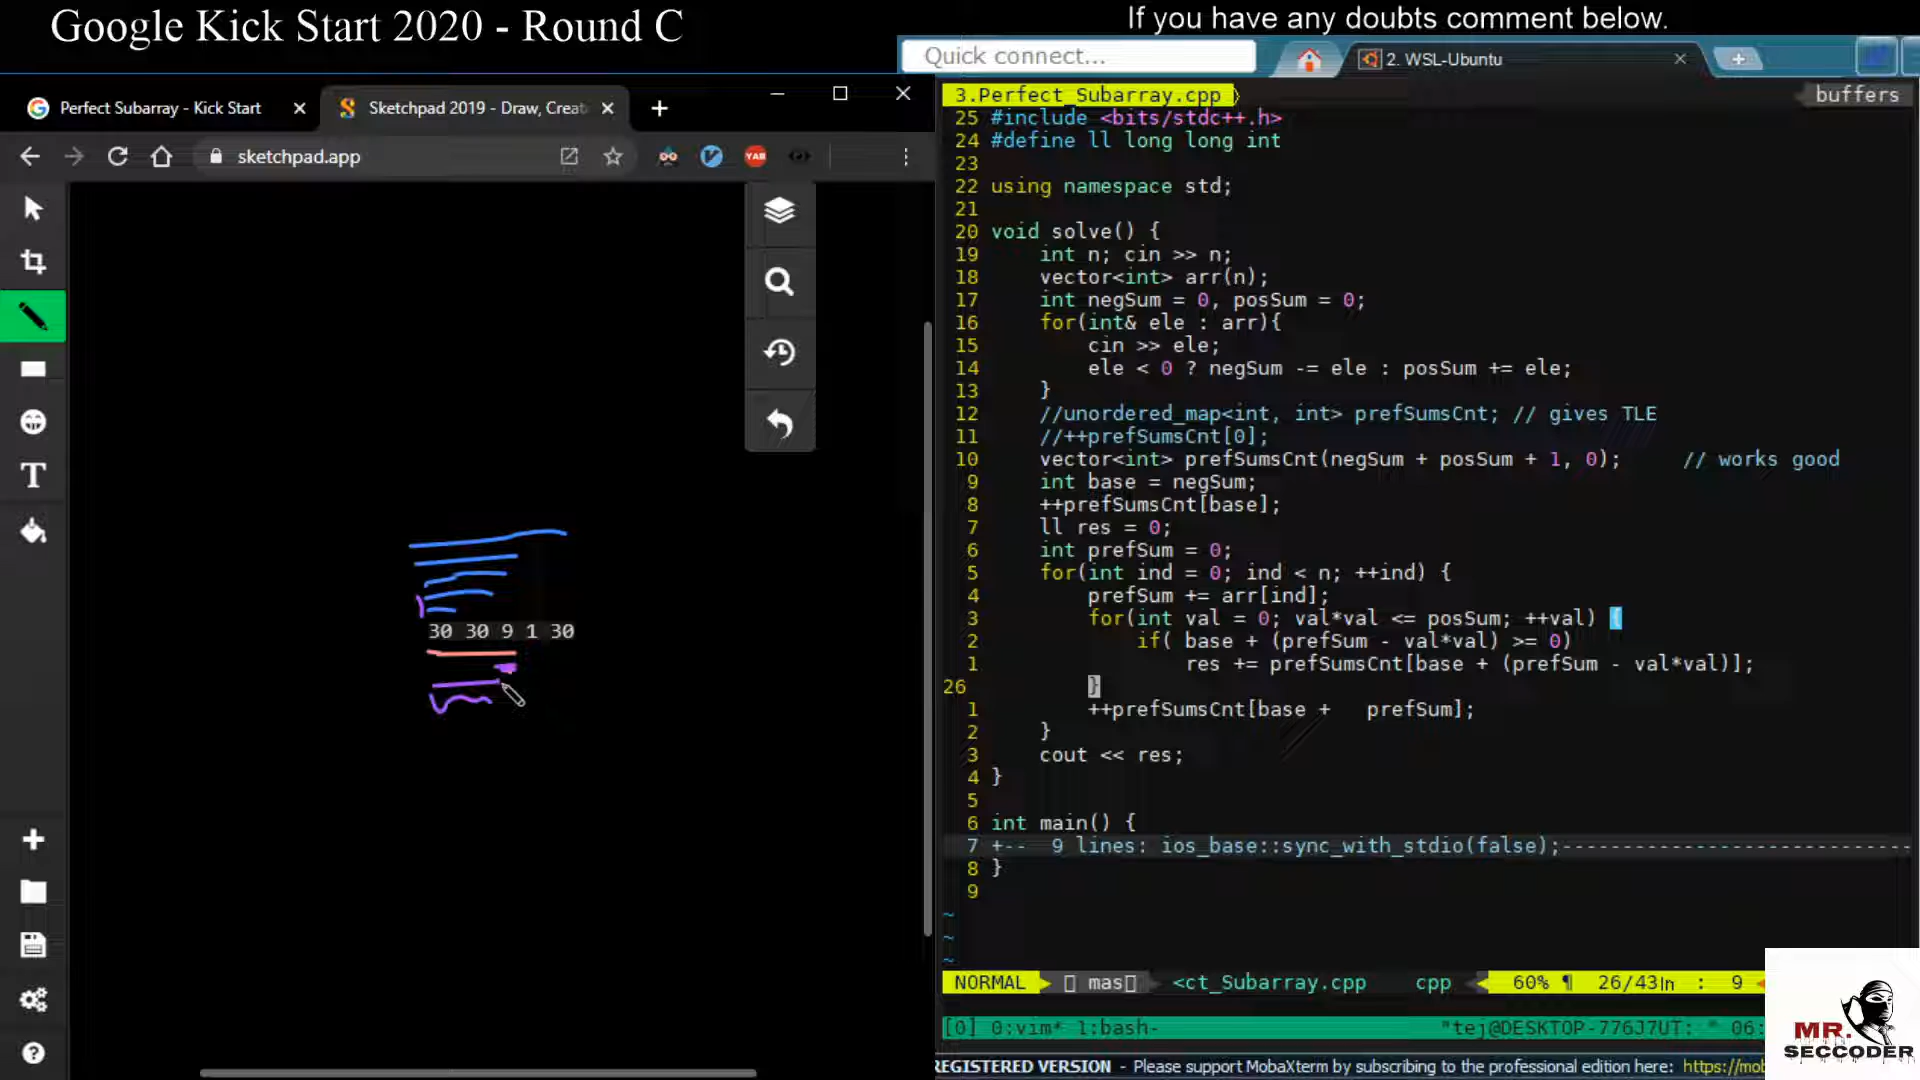 Google Kick Start 2020 - Round C
If you have any doubts comment below.
Quick connect...
2. WSL-Ubuntu
Perfect Subarray - Kick Start
Sketchpad 2019 - Draw, Creat
sketchpad.app
YAB
30 30 9 1 30
3.Perfect_Subarray.cpp
buffers
25 #include <bits/stdc++.h>
24 #define ll long long int
23
22 using namespace std;
21
20 void solve() {
19 int n; cin >> n;
18 vector<int> arr(n);
17 int negSum = 0, posSum = 0;
16 for(int& ele : arr){
15 cin >> ele;
14 ele < 0 ? negSum -= ele : posSum += ele;
13 }
12 //unordered_map<int, int> prefSumsCnt; // gives TLE
11 //++prefSumsCnt[0];
10 vector<int> prefSumsCnt(negSum + posSum + 1, 0); // works good
9 int base = negSum;
8 ++prefSumsCnt[base];
7 ll res = 0;
6 int prefSum = 0;
5 for(int ind = 0; ind < n; ++ind) {
4 prefSum += arr[ind];
3 for(int val = 0; val*val <= posSum; ++val) {
2 if( base + (prefSum - val*val) >= 0)
1 res += prefSumsCnt[base + (prefSum - val*val)];
26 }
1 ++prefSumsCnt[base + prefSum];
2 }
3 cout << res;
4 }
5
6 int main() {
7 +-- 9 lines: ios_base::sync_with_stdio(false);
8 }
9
~
~
~
NORMAL mas <ct_Subarray.cpp cpp 60% ¶ 26/43ln : 9
[0] 0:vim* 1:bash- "tej@DESKTOP-776J7UT: " 06:
REGISTERED VERSION - Please support MobaXterm by subscribing to the professional edition here: https://mob
MR.
SECCODER